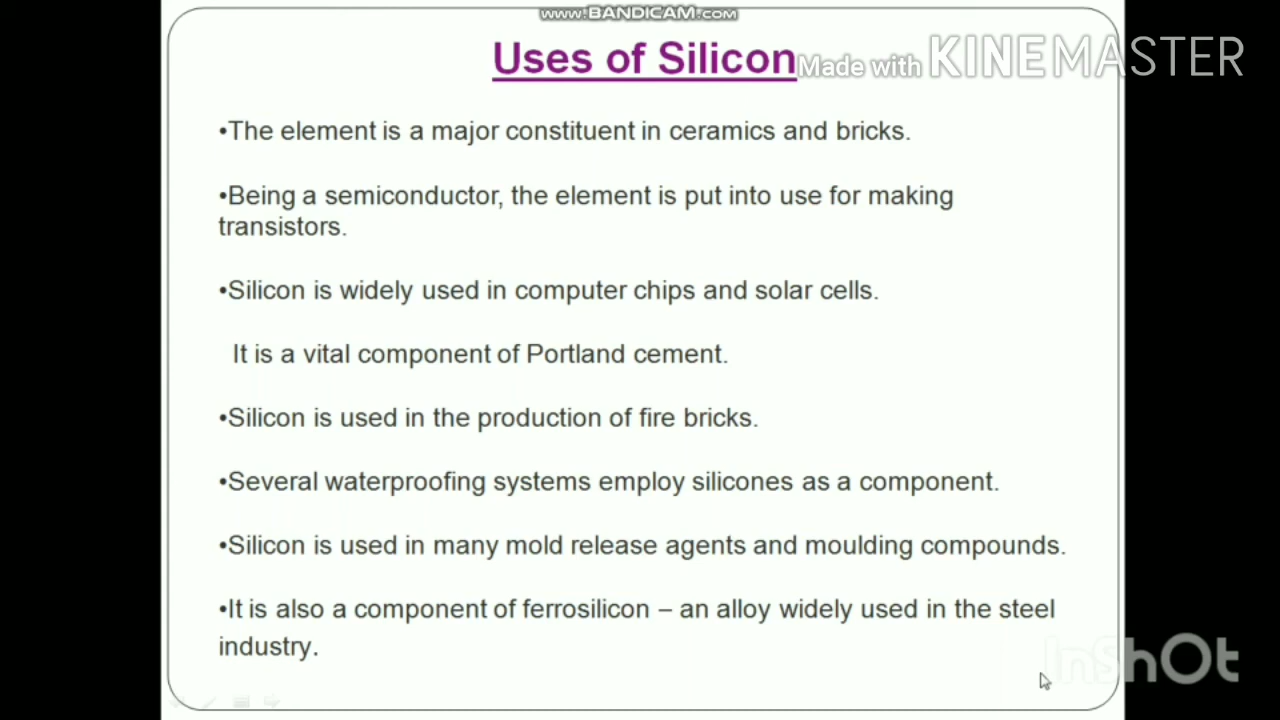 www.BANDICAM.com
Uses of Silicon
Made with KINEMASTER
•The element is a major constituent in ceramics and bricks.
•Being a semiconductor, the element is put into use for making
transistors.
•Silicon is widely used in computer chips and solar cells.
It is a vital component of Portland cement.
•Silicon is used in the production of fire bricks.
•Several waterproofing systems employ silicones as a component.
•Silicon is used in many mold release agents and moulding compounds.
•It is also a component of ferrosilicon – an alloy widely used in the steel
industry.
InShOt